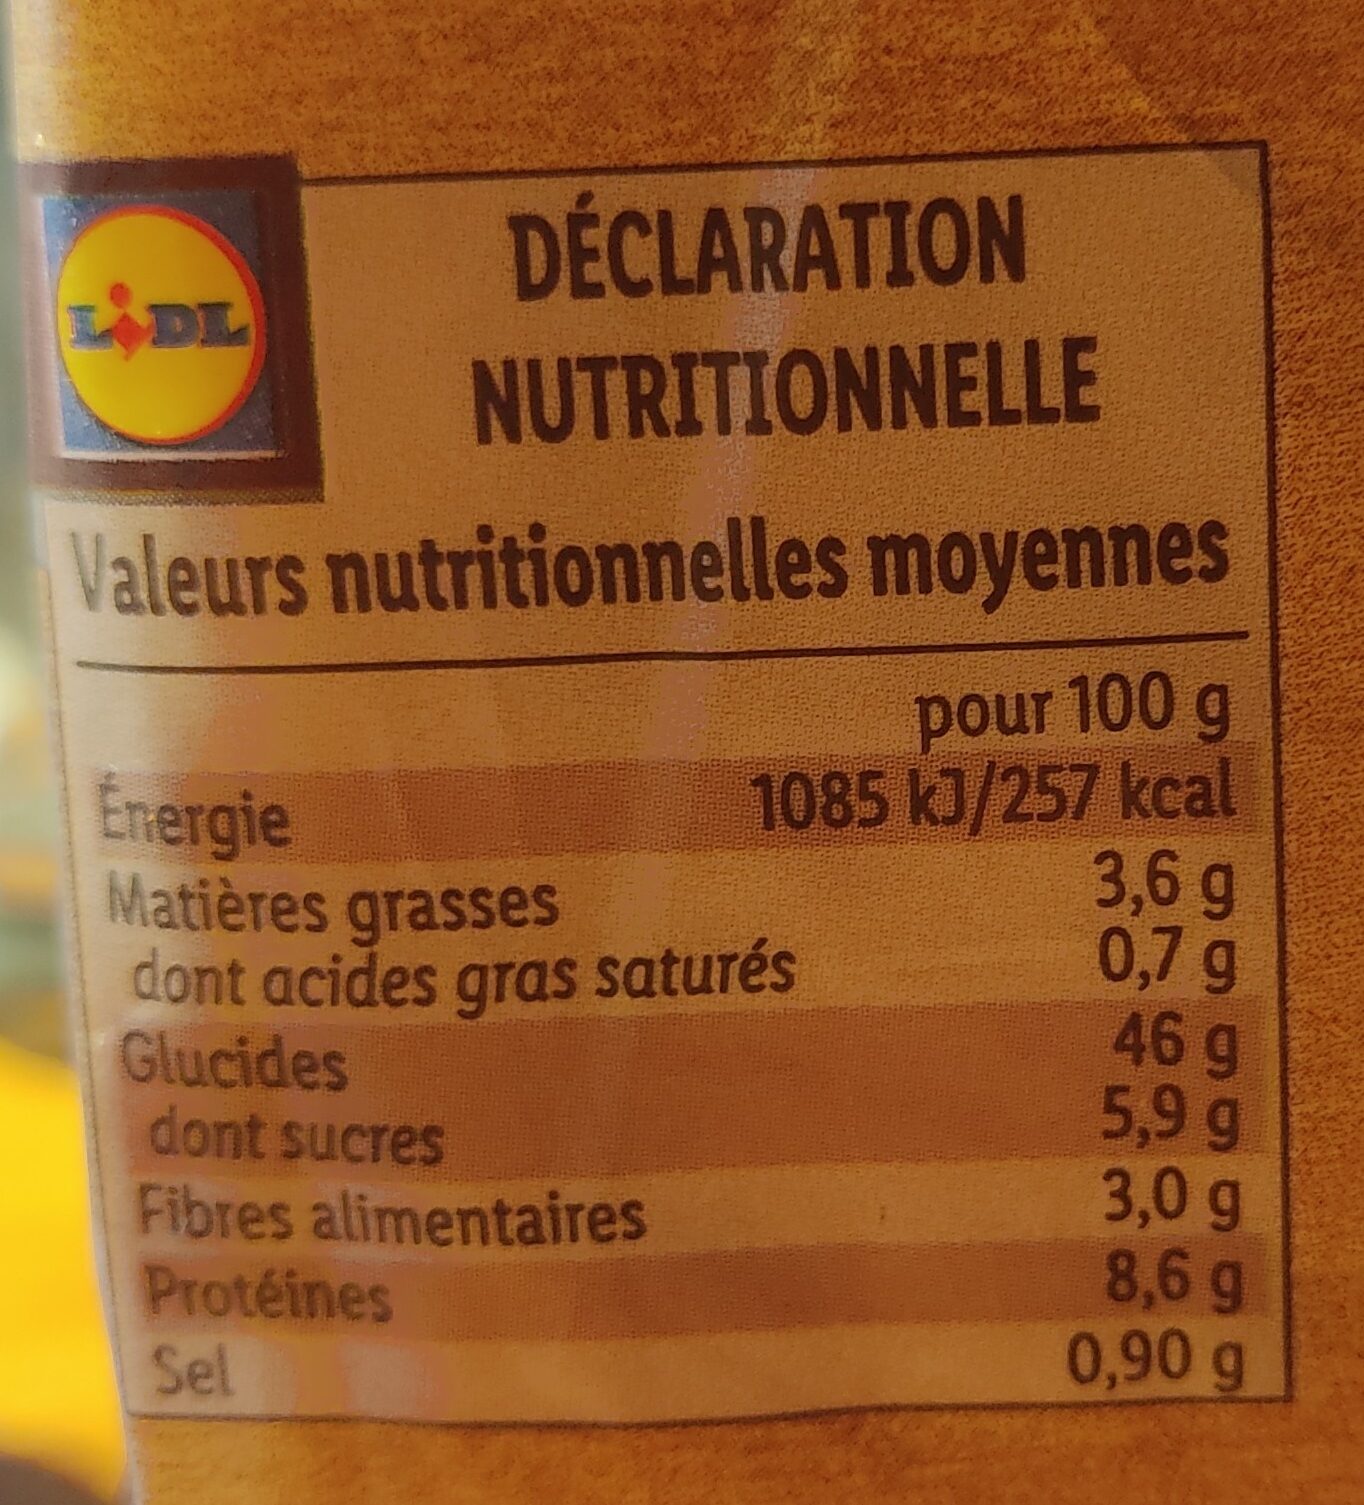 LIDL
DÉCLARATION
NUTRITIONNELLE
Valeurs nutritionnelles moyennes
pour 100 g
Énergie 1085 kJ/257 kcal
Matières grasses 3,6 g
dont acides gras saturés 0,7 g
Glucides 46 g
dont sucres 5,9 g
Fibres alimentaires 3,0 g
Protéines 8,6 g
Sel 0,90 g